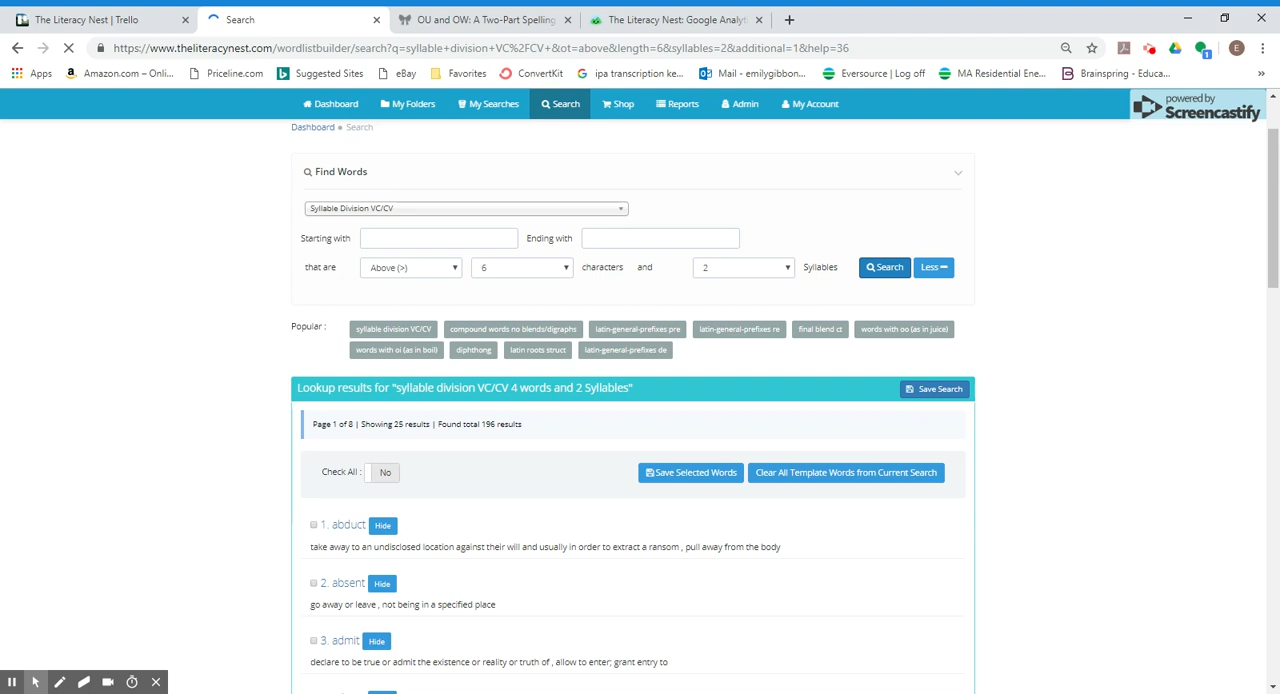 The Literacy Nest | Trello
Search
OU and OW: A Two-Part Spelling
The Literacy Nest: Google Analyt
https://www.theliteracynest.com/wordlistbuilder/search?q=syllable+division+VC%2FCV+&ot=above&length=6&syllables=2&additional=1&help=36
E
1
Apps
Amazon.com – Onli...
Priceline.com
Suggested Sites
eBay
Favorites
ConvertKit
ipa transcription ke...
Mail - emilygibbon...
Eversource | Log off
MA Residential Ene...
Brainspring - Educa...
»
Dashboard
My Folders
My Searches
Search
Shop
Reports
Admin
My Account
powered by
Screencastify
Dashboard
Search
Find Words
Syllable Division VC/CV
Starting with
Ending with
that are
Above (>)
6
characters
and
2
Syllables
Search
Less
Popular :
syllable division VC/CV
compound words no blends/digraphs
latin-general-prefixes pre
latin-general-prefixes re
final blend ct
words with oo (as in juice)
words with oi (as in boil)
diphthong
latin roots struct
latin-general-prefixes de
Lookup results for "syllable division VC/CV 4 words and 2 Syllables"
Save Search
Page 1 of 8 | Showing 25 results | Found total 196 results
Check All :
No
Save Selected Words
Clear All Template Words from Current Search
1. abduct
Hide
take away to an undisclosed location against their will and usually in order to extract a ransom , pull away from the body
2. absent
Hide
go away or leave , not being in a specified place
3. admit
Hide
declare to be true or admit the existence or reality or truth of , allow to enter; grant entry to